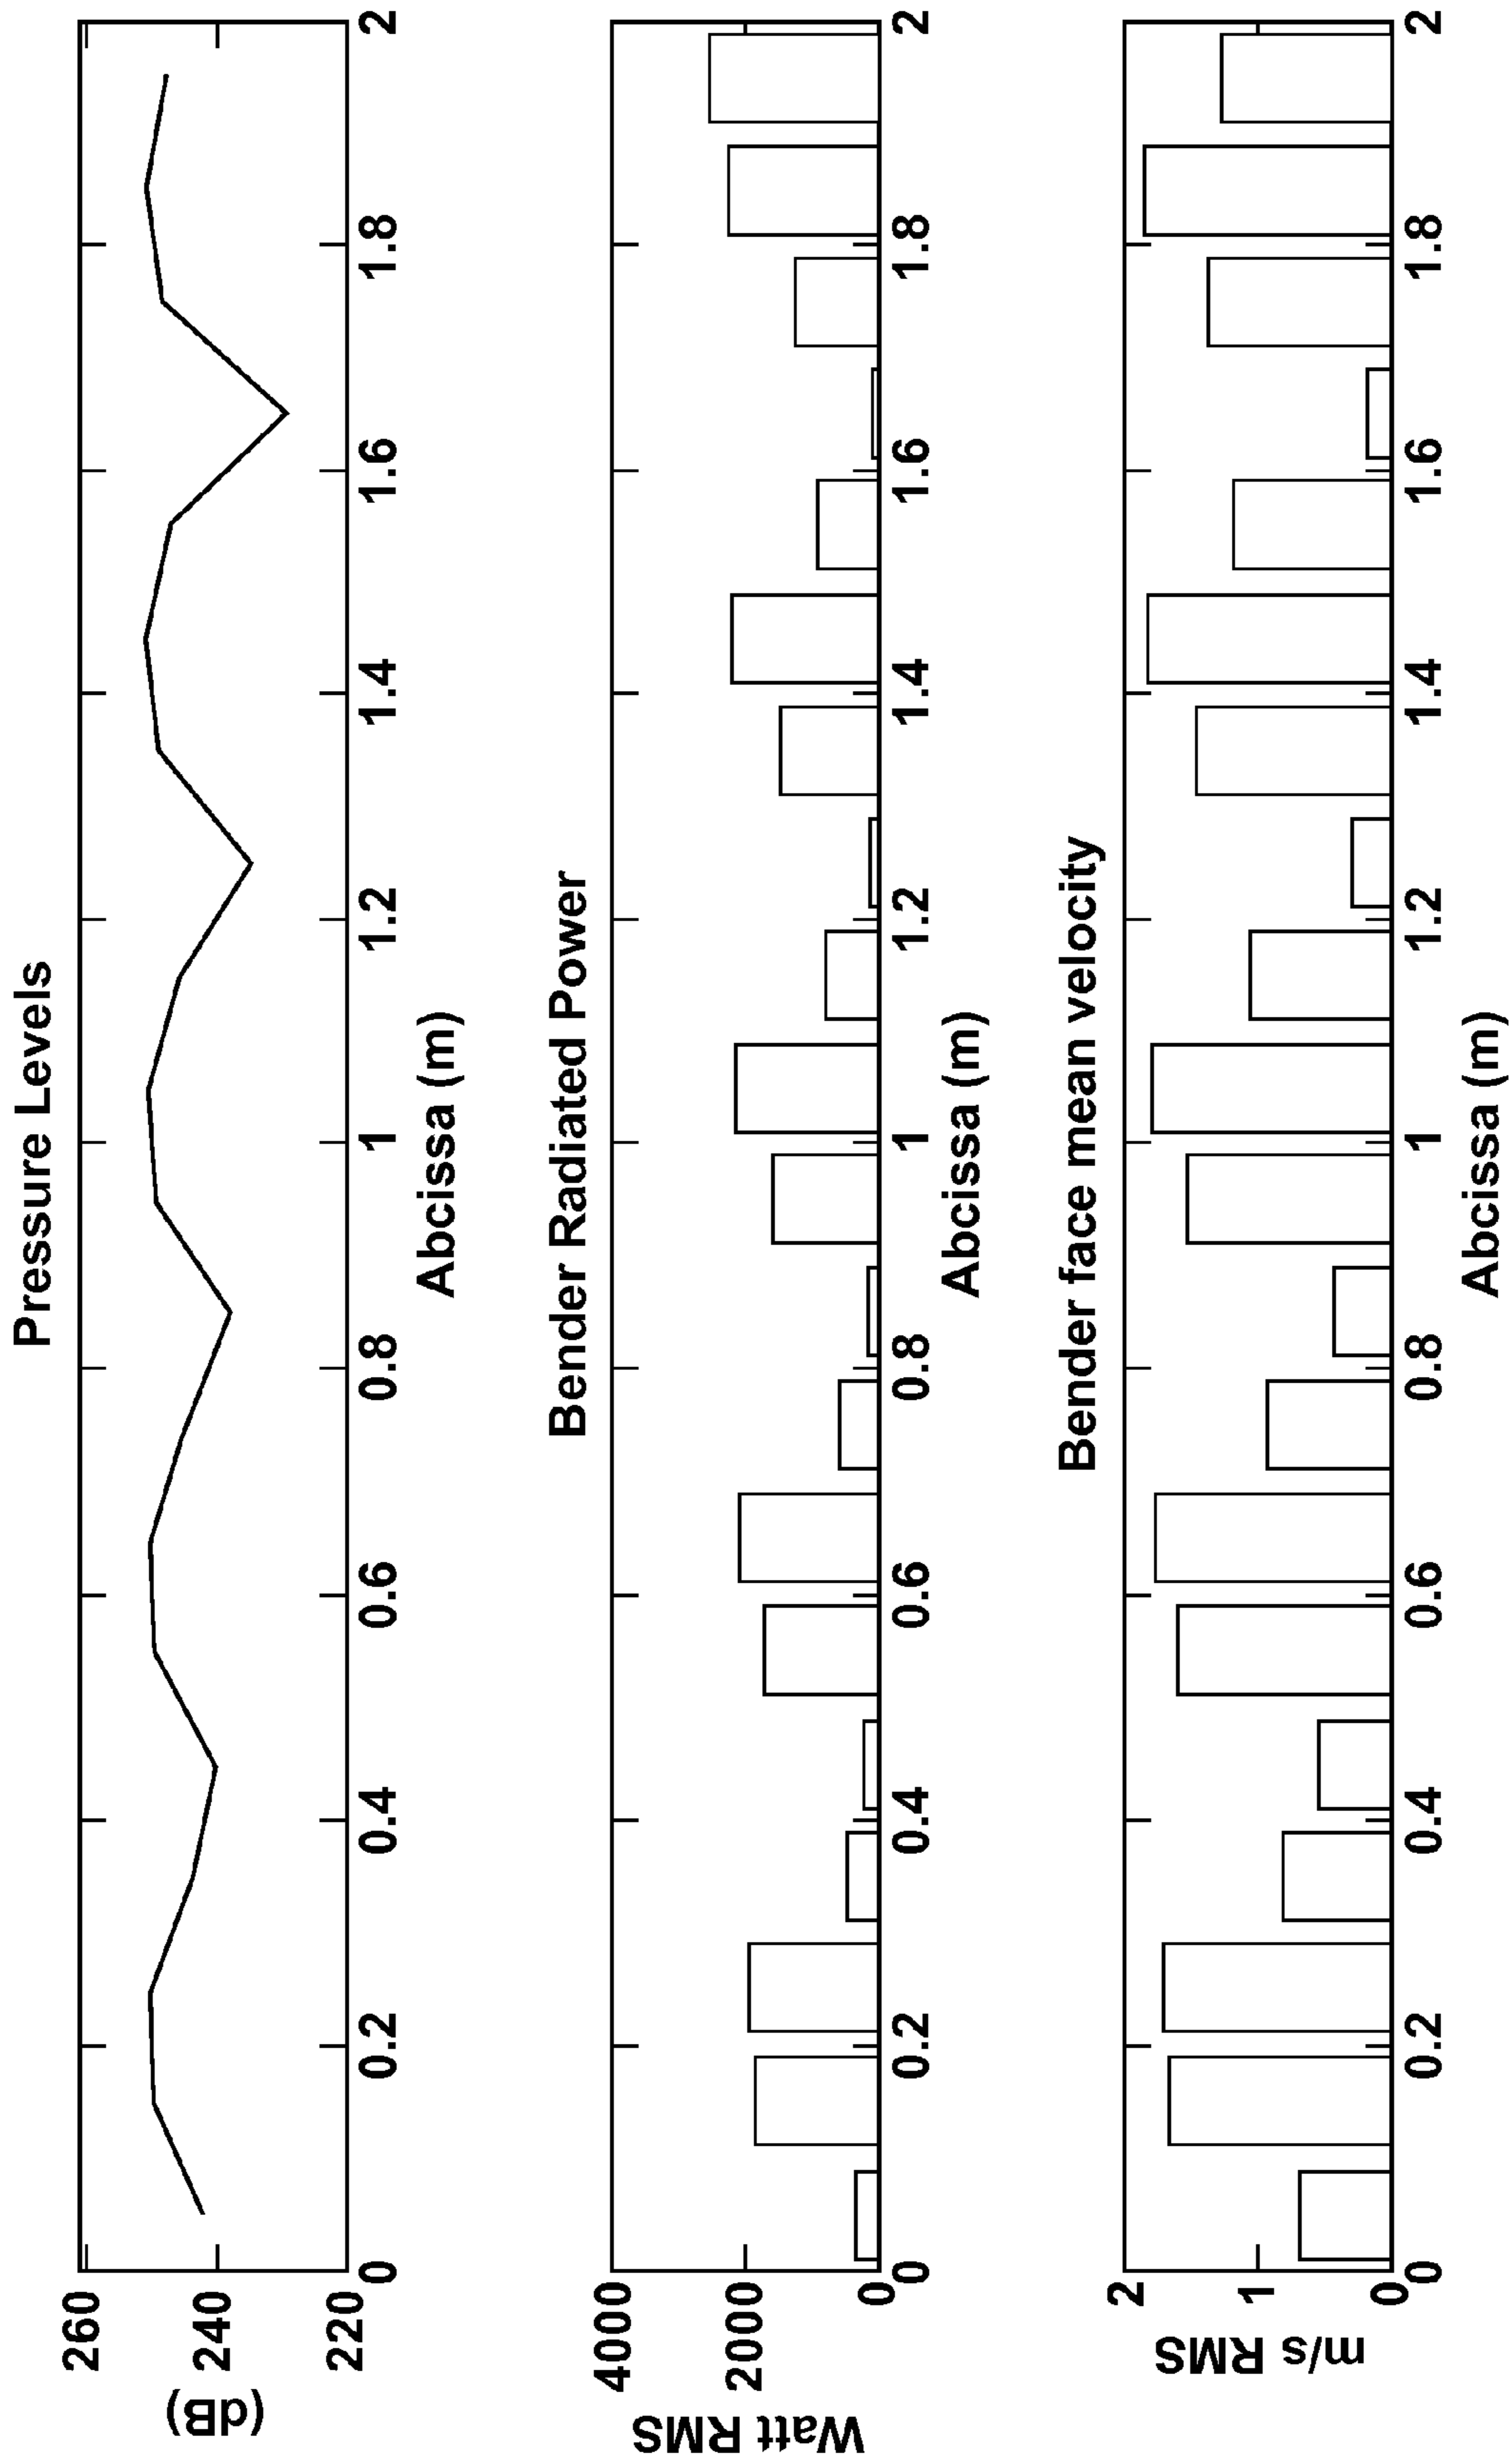 Pressure Levels
260
240
220
(dB)
0 0.2 0.4 0.6 0.8 1 1.2 1.4 1.6 1.8 2
Abcissa (m)
Bender Radiated Power
4000
2000
0
Watt RMS
0 0.2 0.4 0.6 0.8 1 1.2 1.4 1.6 1.8 2
Abcissa (m)
Bender face mean velocity
2
1
0
m/s RMS
0 0.2 0.4 0.6 0.8 1 1.2 1.4 1.6 1.8 2
Abcissa (m)